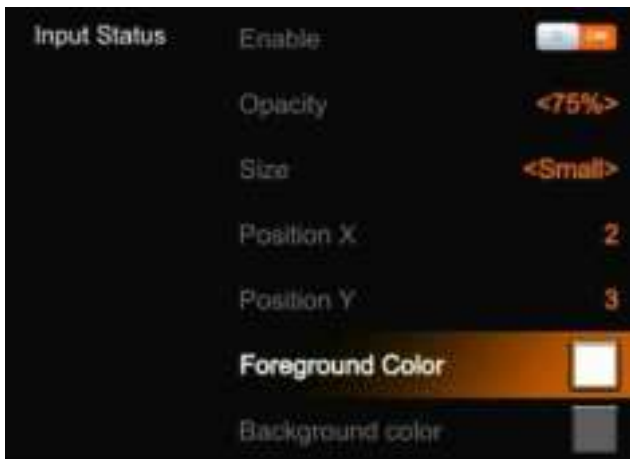 Input Status
Enable
Opacity <75%>
Size <Small>
Position X 2
Position Y 3
Foreground Color
Background color